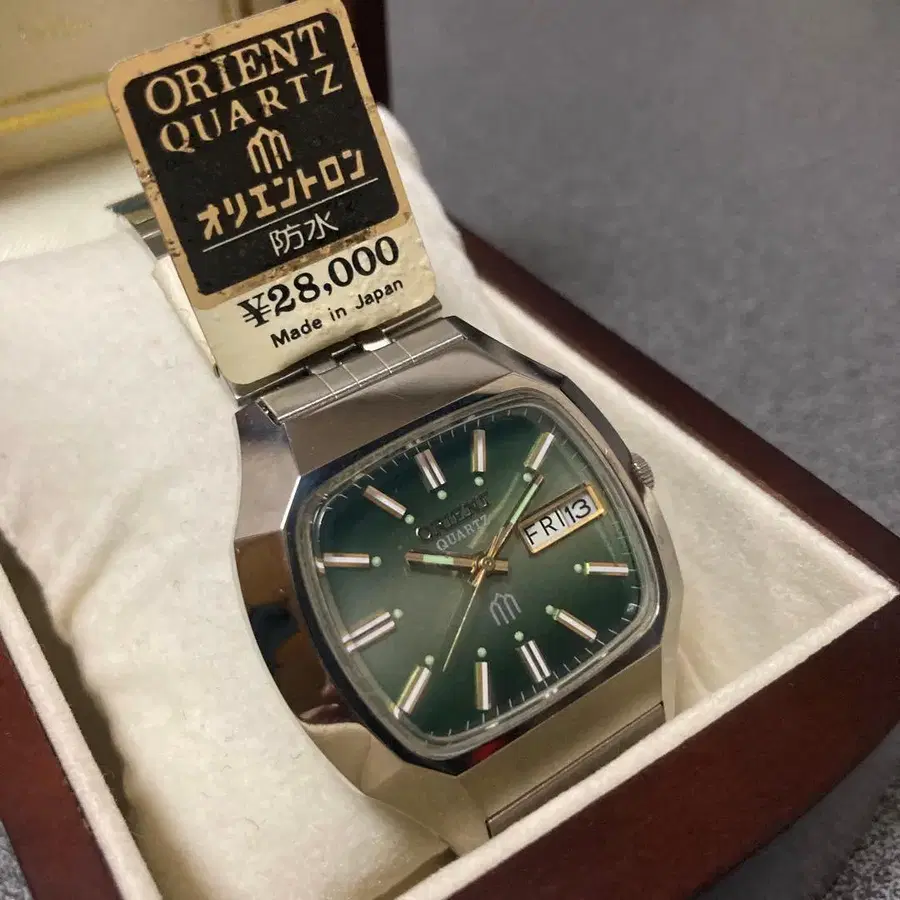 ORIENT
QUARTZ
オリエントロン
防水
¥28,000
Made in Japan
ORIENT
QUARTZ
FRI 13